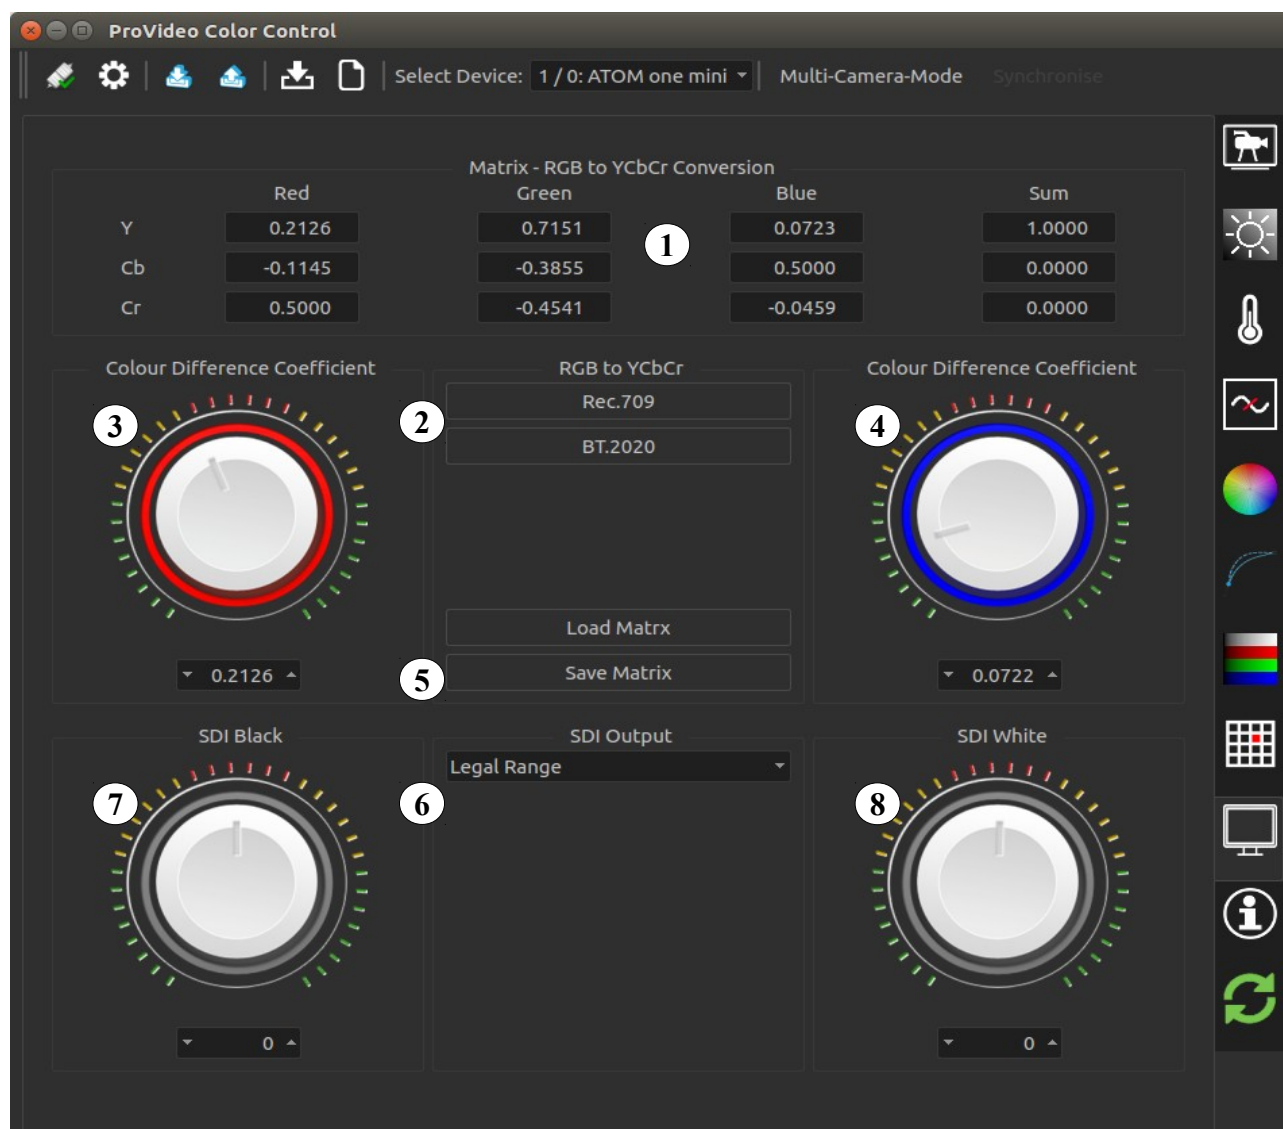 ProVideo Color Control
Select Device: 1 / 0: ATOM one mini Multi-Camera-Mode Synchronise
Matrix - RGB to YCbCr Conversion
Red Green Blue Sum
Y 0.2126 0.7151 0.0723 1.0000
1
Cb -0.1145 -0.3855 0.5000 0.0000
Cr 0.5000 -0.4541 -0.0459 0.0000
Colour Difference Coefficient RGB to YCbCr Colour Difference Coefficient
Rec.709
3 2 4
BT.2020
Load Matrx
0.2126 5 Save Matrix 0.0722
SDI Black SDI Output SDI White
Legal Range
7 6 8
0 0